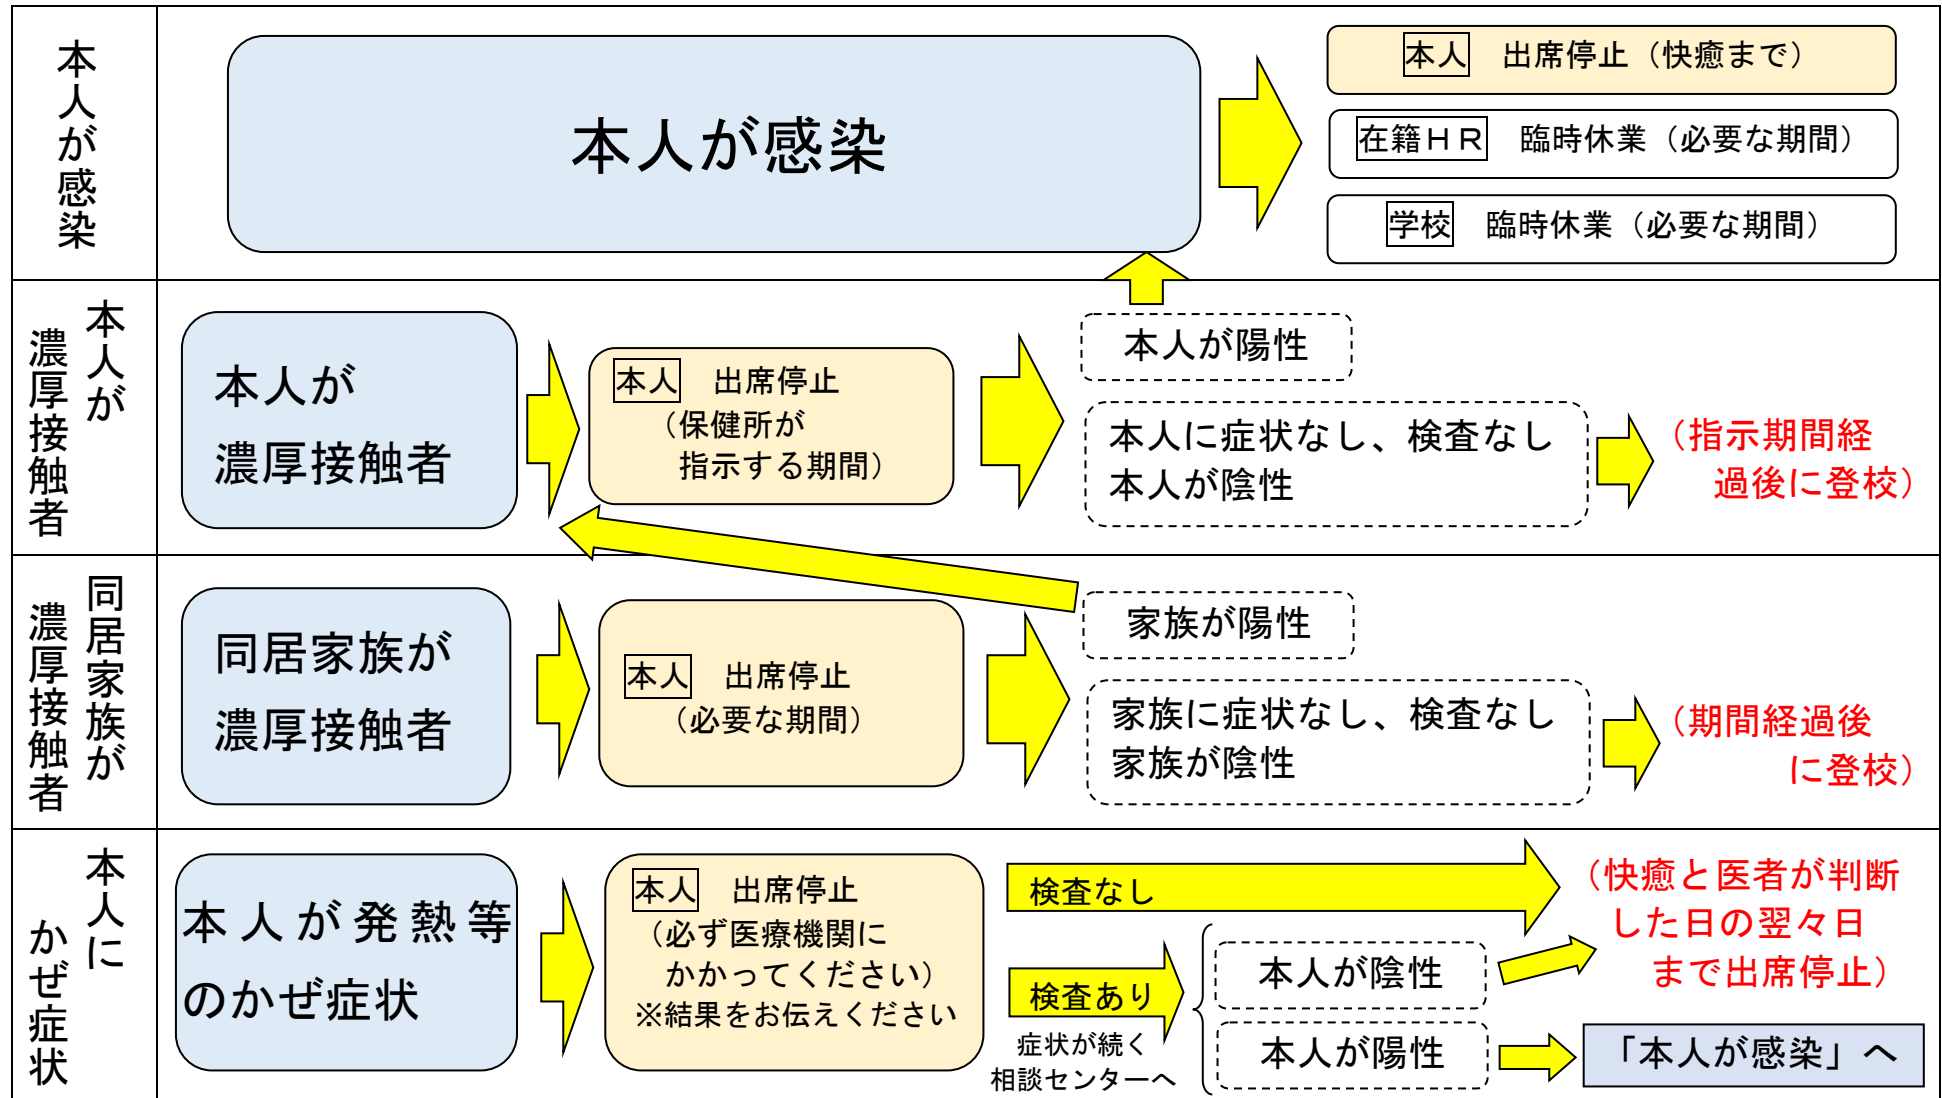 本人が感染
本人が感染
本人　出席停止（快癒まで）
在籍ＨＲ　臨時休業（必要な期間）
学校　臨時休業（必要な期間）
本人が
濃厚接触者
本人が
濃厚接触者
本人　出席停止
（保健所が
指示する期間）
本人が陽性
本人に症状なし、検査なし
本人が陰性
（指示期間経
過後に登校）
同居家族が
濃厚接触者
同居家族が
濃厚接触者
本人　出席停止
（必要な期間）
家族が陽性
家族に症状なし、検査なし
家族が陰性
（期間経過後
に登校）
本人に
かぜ症状
本人が発熱等
のかぜ症状
本人　出席停止
（必ず医療機関に
かかってください）
※結果をお伝えください
検査なし
検査あり
症状が続く
相談センターへ
本人が陰性
本人が陽性
（快癒と医者が判断
した日の翌々日
まで出席停止）
「本人が感染」へ